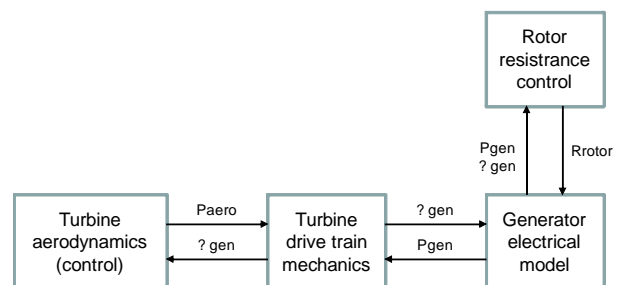 Rotor
resistrance
control
Pgen
? gen
Rrotor
Turbine
aerodynamics
(control)
Paero
? gen
Turbine
drive train
mechanics
? gen
Pgen
Generator
electrical
model